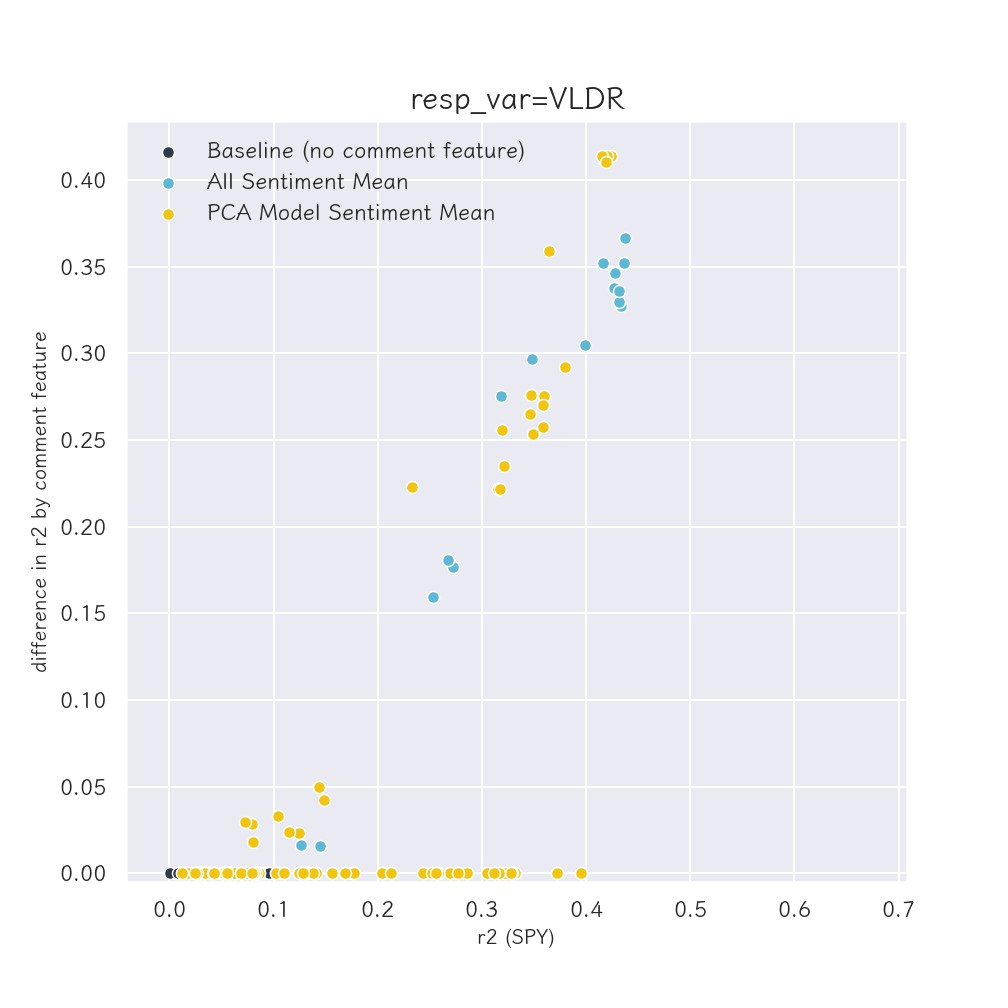 resp_var=VLDR
Baseline (no comment feature)
All Sentiment Mean
PCA Model Sentiment Mean
0.40
0.35
0.30
0.25
0.20
0.15
0.10
0.05
0.00
difference in r2 by comment feature
0.0 0.1 0.2 0.3 0.4 0.5 0.6 0.7
r2 (SPY)